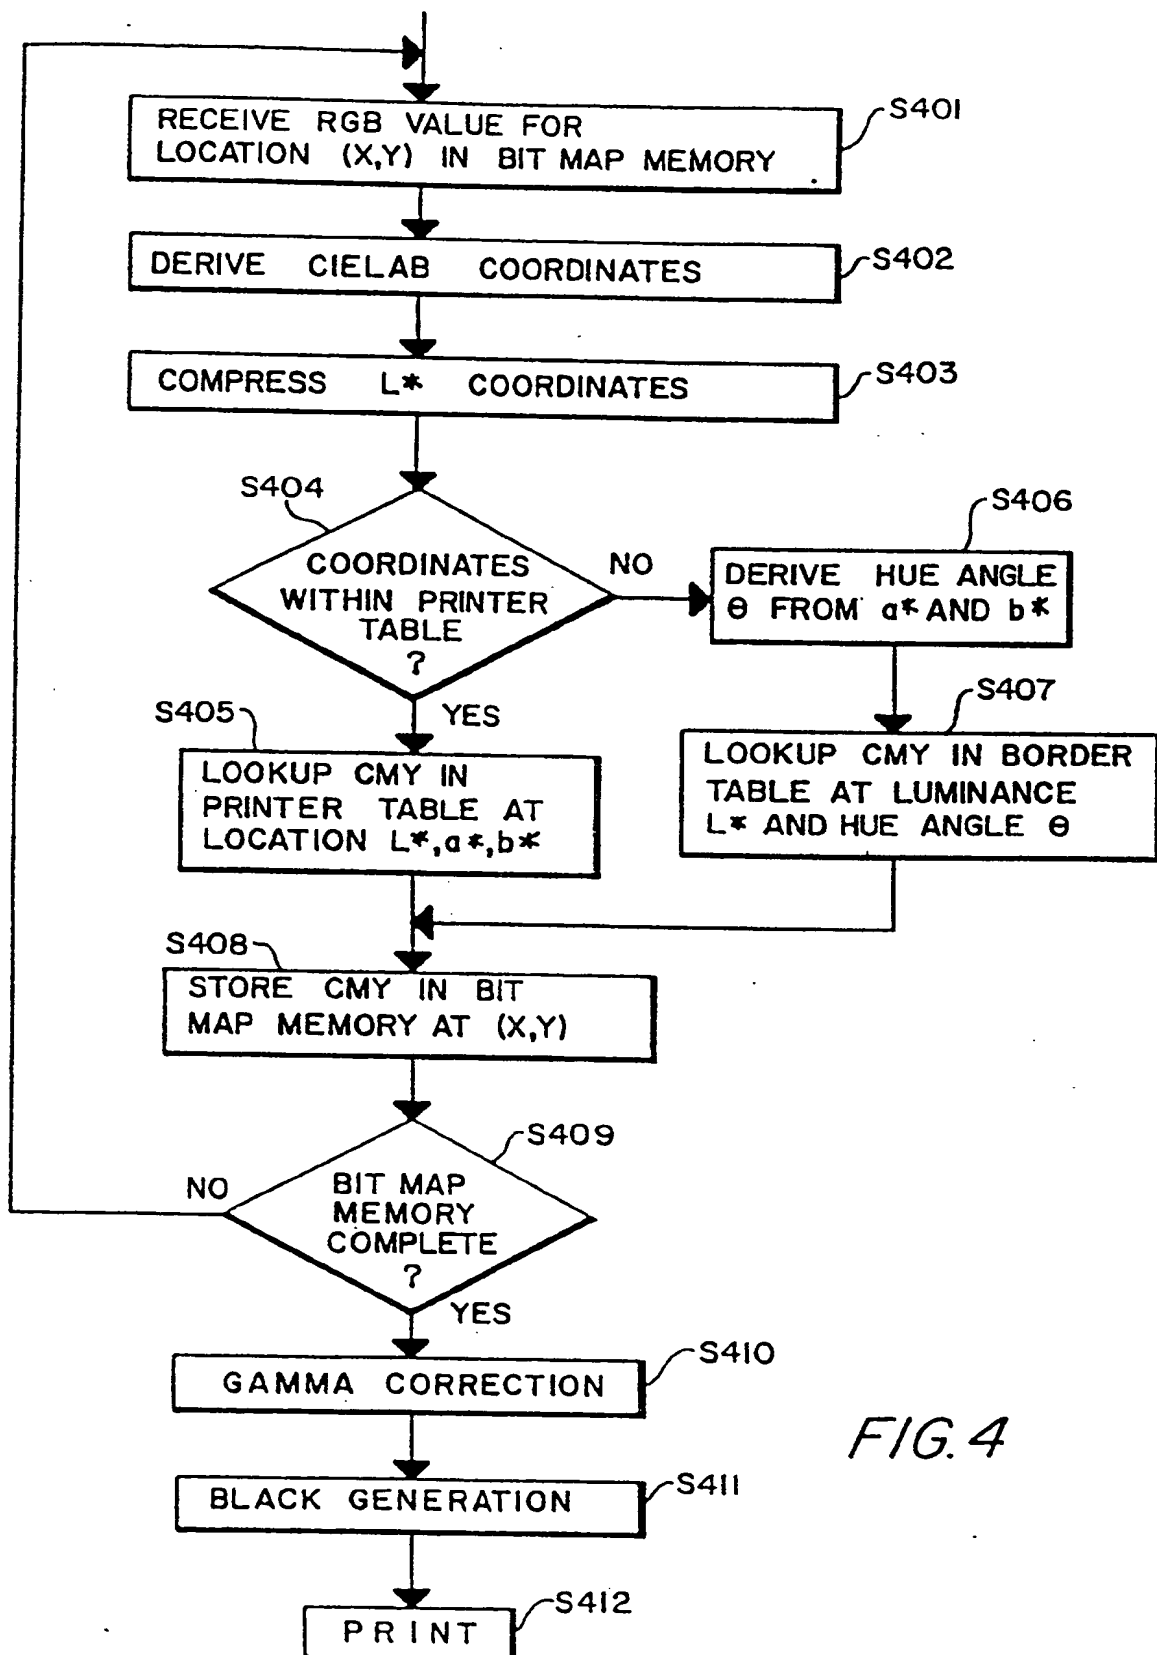 S401
RECEIVE RGB VALUE FOR
LOCATION (X,Y) IN BIT MAP MEMORY
S402
DERIVE CIELAB COORDINATES
S403
COMPRESS L* COORDINATES
S404
COORDINATES
WITHIN PRINTER
TABLE
?
NO
S406
DERIVE HUE ANGLE
θ FROM a* AND b*
YES
S405
LOOKUP CMY IN
PRINTER TABLE AT
LOCATION L*,a*,b*
S407
LOOKUP CMY IN BORDER
TABLE AT LUMINANCE
L* AND HUE ANGLE θ
S408
STORE CMY IN BIT
MAP MEMORY AT (X,Y)
S409
NO
BIT MAP
MEMORY
COMPLETE
?
YES
S410
GAMMA CORRECTION
FIG. 4
S411
BLACK GENERATION
S412
PRINT